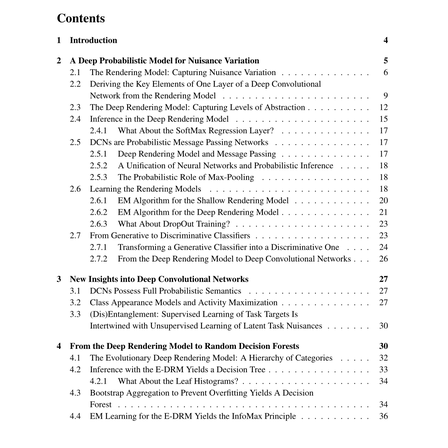 Contents
1 Introduction 4
2 A Deep Probabilistic Model for Nuisance Variation 5
2.1 The Rendering Model: Capturing Nuisance Variation . . . . . . . . . . . . . . 6
2.2 Deriving the Key Elements of One Layer of a Deep Convolutional
Network from the Rendering Model . . . . . . . . . . . . . . . . . . . . . . . . 9
2.3 The Deep Rendering Model: Capturing Levels of Abstraction . . . . . . . . . . 12
2.4 Inference in the Deep Rendering Model . . . . . . . . . . . . . . . . . . . . . . 15
2.4.1 What About the SoftMax Regression Layer? . . . . . . . . . . . . . . . 17
2.5 DCNs are Probabilistic Message Passing Networks . . . . . . . . . . . . . . . . 17
2.5.1 Deep Rendering Model and Message Passing . . . . . . . . . . . . . . . 17
2.5.2 A Unification of Neural Networks and Probabilistic Inference . . . . . . 18
2.5.3 The Probabilistic Role of Max-Pooling . . . . . . . . . . . . . . . . . . 18
2.6 Learning the Rendering Models . . . . . . . . . . . . . . . . . . . . . . . . . . 18
2.6.1 EM Algorithm for the Shallow Rendering Model . . . . . . . . . . . . . 20
2.6.2 EM Algorithm for the Deep Rendering Model . . . . . . . . . . . . . . . 21
2.6.3 What About DropOut Training? . . . . . . . . . . . . . . . . . . . . . . 23
2.7 From Generative to Discriminative Classifiers . . . . . . . . . . . . . . . . . . 23
2.7.1 Transforming a Generative Classifier into a Discriminative One . . . . . 24
2.7.2 From the Deep Rendering Model to Deep Convolutional Networks . . . 26
3 New Insights into Deep Convolutional Networks 27
3.1 DCNs Possess Full Probabilistic Semantics . . . . . . . . . . . . . . . . . . . . 27
3.2 Class Appearance Models and Activity Maximization . . . . . . . . . . . . . . . 27
3.3 (Dis)Entanglement: Supervised Learning of Task Targets Is
Intertwined with Unsupervised Learning of Latent Task Nuisances . . . . . . . 30
4 From the Deep Rendering Model to Random Decision Forests 30
4.1 The Evolutionary Deep Rendering Model: A Hierarchy of Categories . . . . . 32
4.2 Inference with the E-DRM Yields a Decision Tree . . . . . . . . . . . . . . . . 33
4.2.1 What About the Leaf Histograms? . . . . . . . . . . . . . . . . . . . . . 34
4.3 Bootstrap Aggregation to Prevent Overfitting Yields A Decision
Forest . . . . . . . . . . . . . . . . . . . . . . . . . . . . . . . . . . . . . . . . 34
4.4 EM Learning for the E-DRM Yields the InfoMax Principle . . . . . . . . . . . . 36